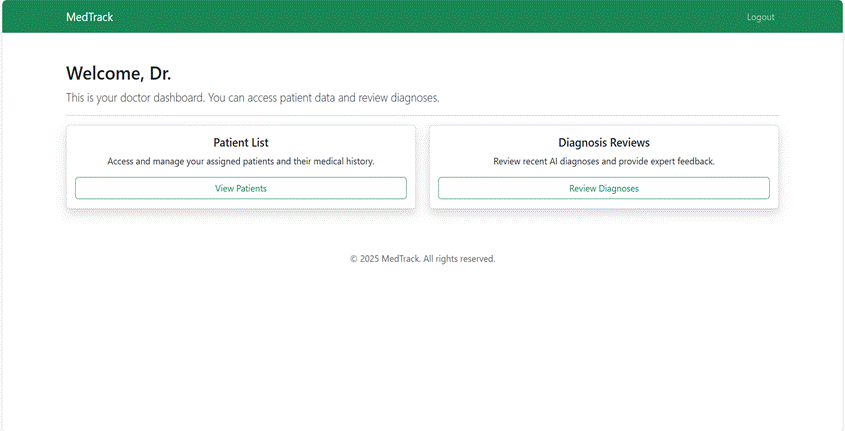 MedTrack
Logout
Welcome, Dr.
This is your doctor dashboard. You can access patient data and review diagnoses.
Patient List
Access and manage your assigned patients and their medical history.
View Patients
Diagnosis Reviews
Review recent AI diagnoses and provide expert feedback.
Review Diagnoses
© 2025 MedTrack. All rights reserved.